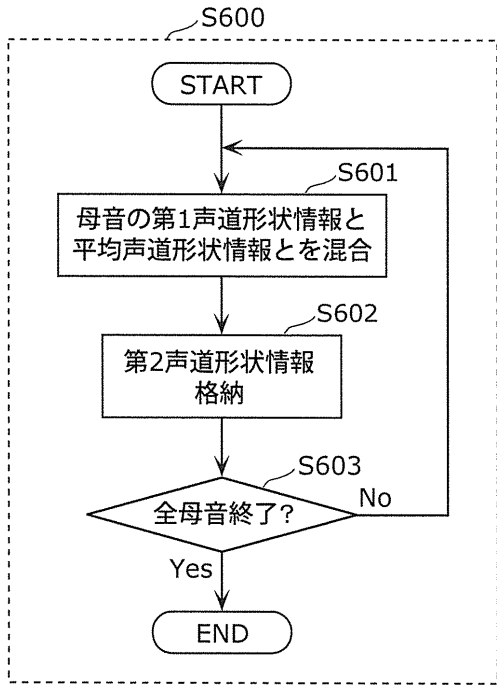 S600
START
S601
母音の第1声道形状情報と
平均声道形状情報とを混合
S602
第2声道形状情報
格納
S603
全母音終了?
No
Yes
END